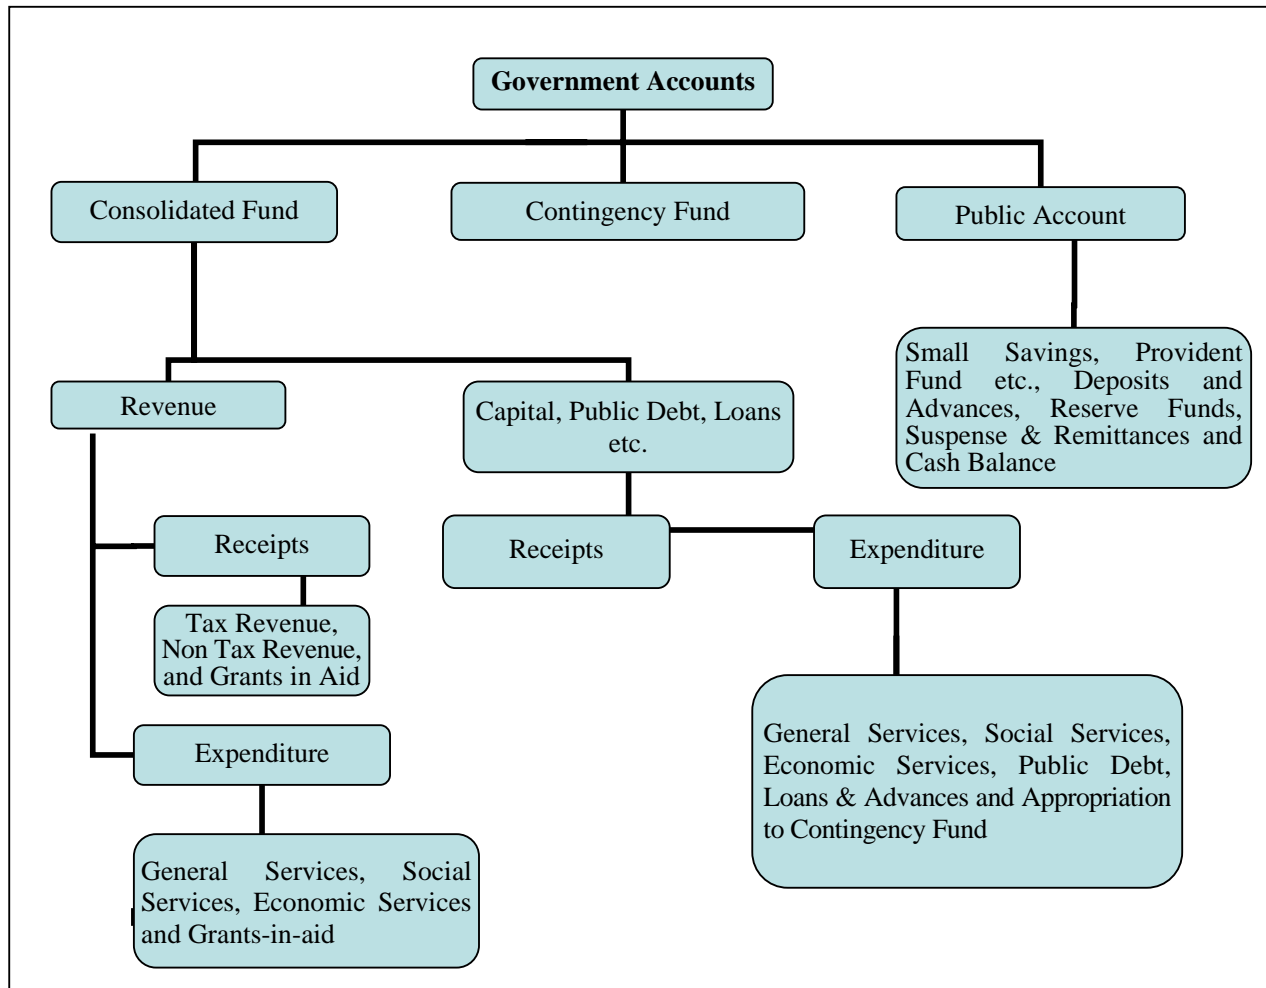 Government Accounts
Consolidated Fund
Contingency Fund
Public Account
Small Savings, Provident
Fund etc., Deposits and
Advances, Reserve Funds,
Suspense & Remittances and
Cash Balance
Revenue
Capital, Public Debt, Loans
etc.
Receipts
Receipts
Expenditure
Tax Revenue,
Non Tax Revenue,
and Grants in Aid
Expenditure
General Services, Social Services,
Economic Services, Public Debt,
Loans & Advances and Appropriation
to Contingency Fund
General Services, Social
Services, Economic Services
and Grants-in-aid